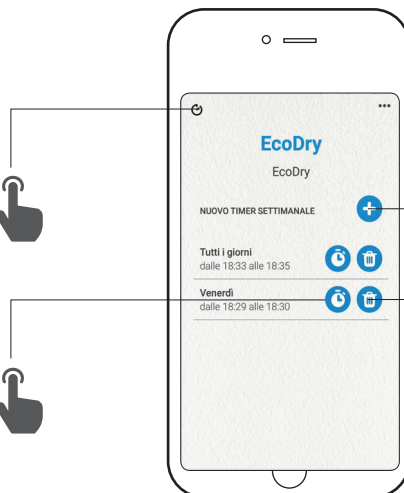 EcoDry
EcoDry
NUOVO TIMER SETTIMANALE
Tutti i giorni
dalle 18:33 alle 18:35
Venerdì
dalle 18:29 alle 18:30